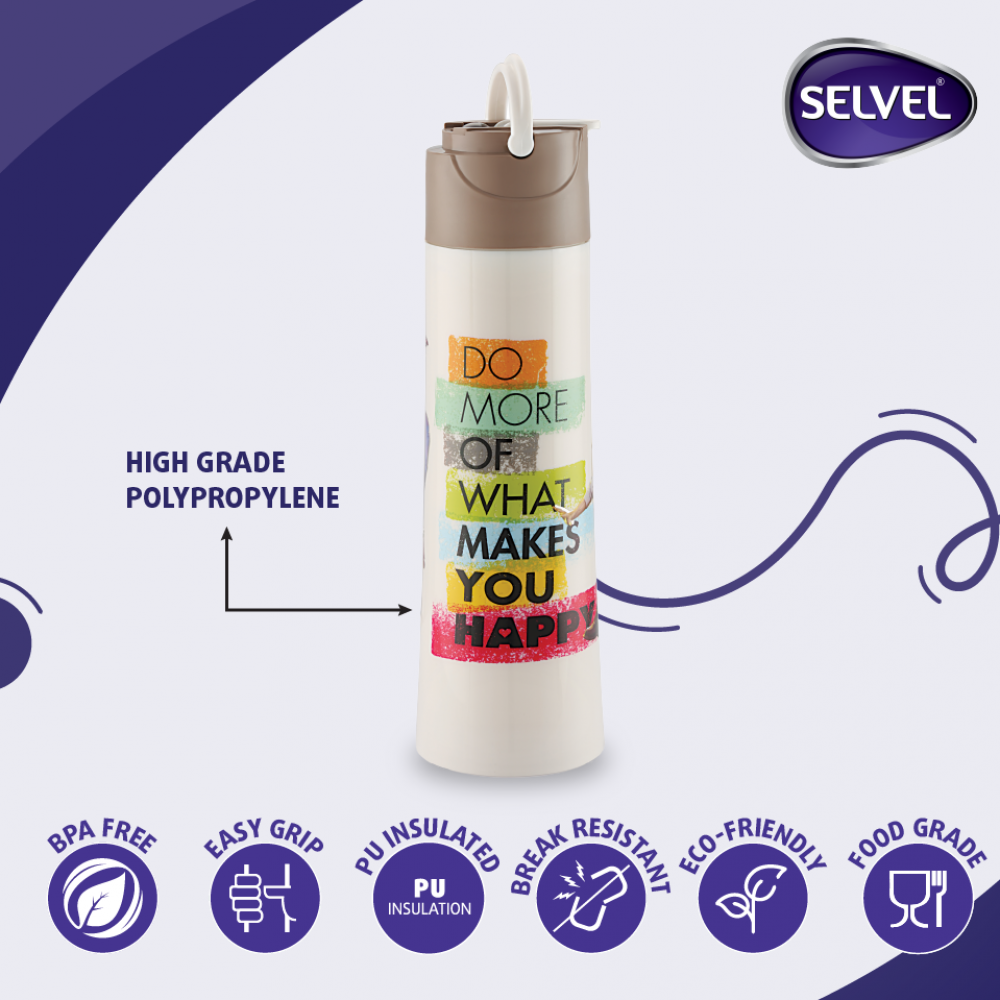 SELVEL®
DO
MORE
OF
WHAT
MAKES
YOU
HAPPY
HIGH GRADE
POLYPROPYLENE
BPA FREE
EASY GRIP
PU INSULATED
PU
INSULATION
BREAK RESISTANT
ECO-FRIENDLY
FOOD GRADE